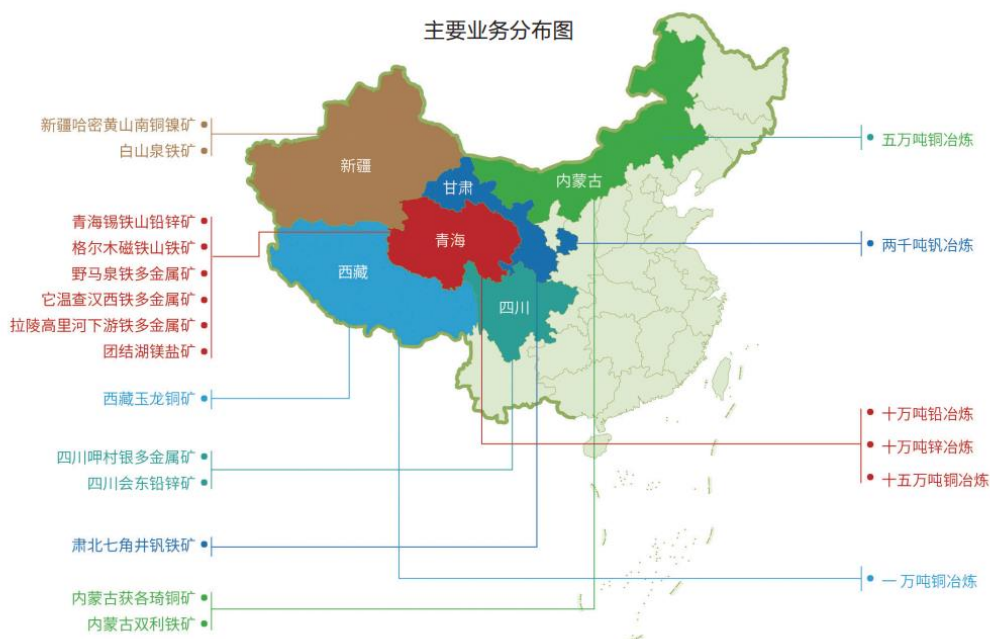 主要业务分布图
新疆哈密黄山南铜镍矿
白山泉铁矿
青海锡铁山铅锌矿
格尔木磁铁山铁矿
野马泉铁多金属矿
它温查汉西铁多金属矿
拉陵高里河下游铁多金属矿
团结湖镁盐矿
西藏玉龙铜矿
四川呷村银多金属矿
四川会东铅锌矿
肃北七角井钒铁矿
内蒙古获各琦铜矿
内蒙古双利铁矿
新疆
甘肃
内蒙古
青海
西藏
四川
五万吨铜冶炼
两千吨钒冶炼
十万吨铅冶炼
十万吨锌冶炼
十五万吨铜冶炼
一万吨铜冶炼